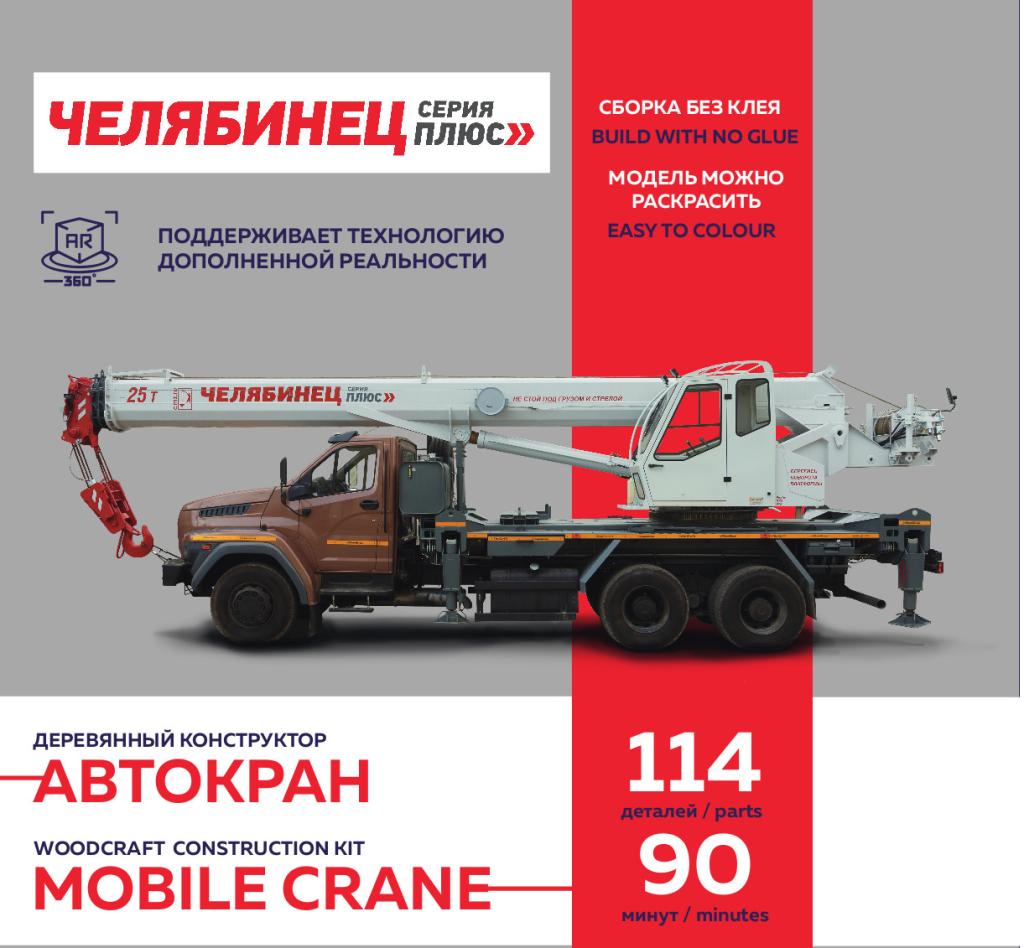 ЧЕЛЯБИНЕЦ СЕРИЯ ПЛЮС»
СБОРКА БЕЗ КЛЕЯ
BUILD WITH NO GLUE
МОДЕЛЬ МОЖНО
РАСКРАСИТЬ
EASY TO COLOUR
AR
360°
ПОДДЕРЖИВАЕТ ТЕХНОЛОГИЮ
ДОПОЛНЕННОЙ РЕАЛЬНОСТИ
25 Т ЧЕЛЯБИНЕЦ СЕРИЯ ПЛЮС» НЕ СТОЙ ПОД ГРУЗОМ И СТРЕЛОЙ
ДЕРЕВЯННЫЙ КОНСТРУКТОР
АВТОКРАН
WOODCRAFT CONSTRUCTION KIT
MOBILE CRANE
114
деталей / parts
90
минут / minutes